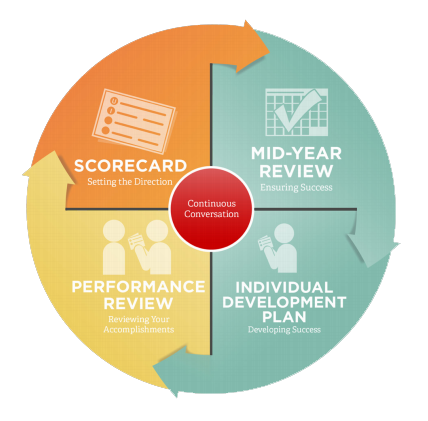 SCORECARD
Setting the Direction
MID-YEAR
REVIEW
Ensuring Success
Continuous
Conversation
PERFORMANCE
REVIEW
Reviewing Your
Accomplishments
INDIVIDUAL
DEVELOPMENT
PLAN
Developing Success